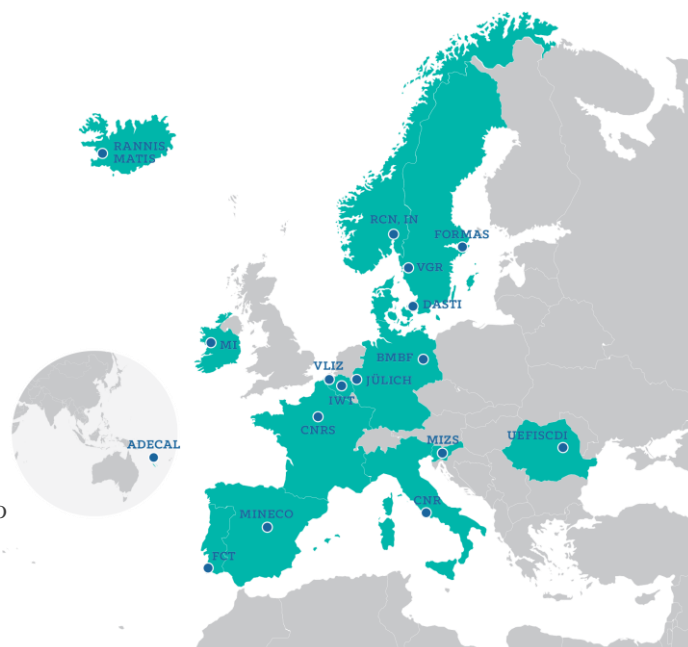 RANNIS,
MATIS
RCN, IN
FORMAS
VGR
DASTI
MI
BMBF
VLIZ
JÜLICH
IWT
CNRS
ADECAL
MIZS
UEFISCDI
CNR
MINECO
FCT